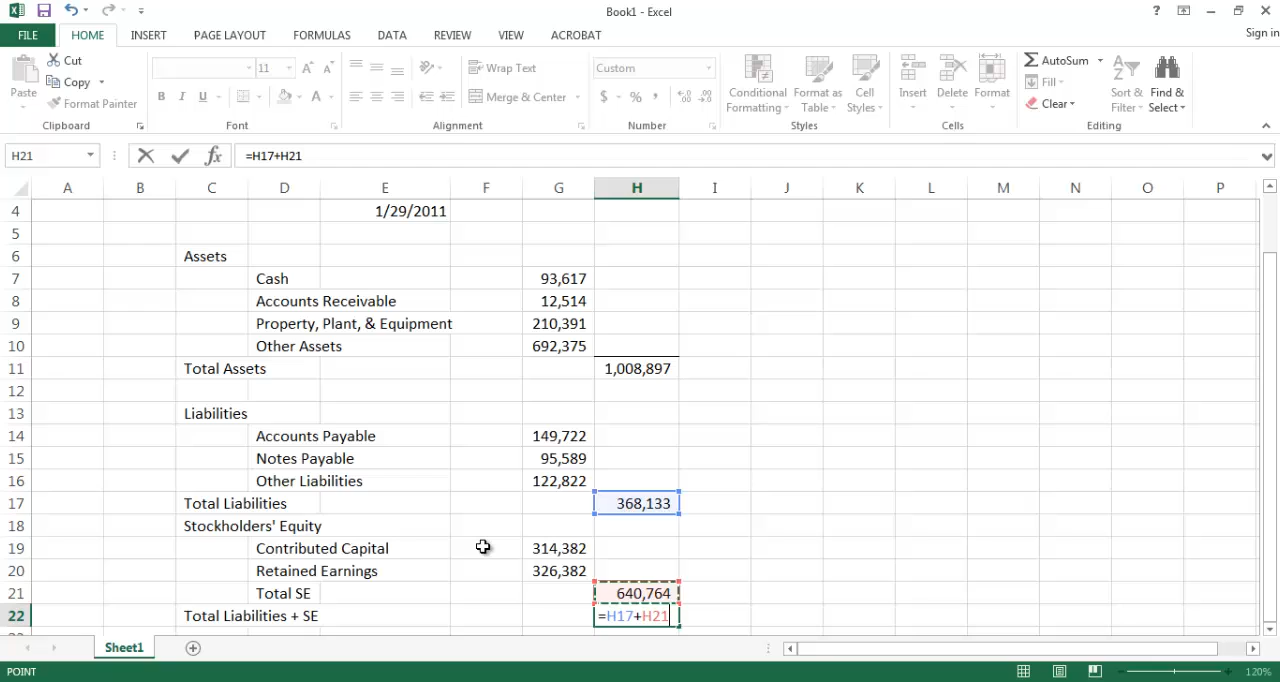 Book1 - Excel
?
FILE HOME INSERT PAGE LAYOUT FORMULAS DATA REVIEW VIEW ACROBAT Sign in
Paste Cut Copy Format Painter Clipboard
11 A A B I U A Font
Wrap Text Merge & Center Alignment
Custom $ % , .00 .0 Number
Conditional Formatting Format as Table Cell Styles Styles
Insert Delete Format Cells
AutoSum Fill Clear Sort & Filter Find & Select Editing
H21 fx =H17+H21
A B C D E F G H I J K L M N O P
4 1/29/2011
5
6 Assets
7 Cash 93,617
8 Accounts Receivable 12,514
9 Property, Plant, & Equipment 210,391
10 Other Assets 692,375
11 Total Assets 1,008,897
12
13 Liabilities
14 Accounts Payable 149,722
15 Notes Payable 95,589
16 Other Liabilities 122,822
17 Total Liabilities 368,133
18 Stockholders' Equity
19 Contributed Capital 314,382
20 Retained Earnings 326,382
21 Total SE 640,764
22 Total Liabilities + SE =H17+H21
Sheet1
POINT 120%